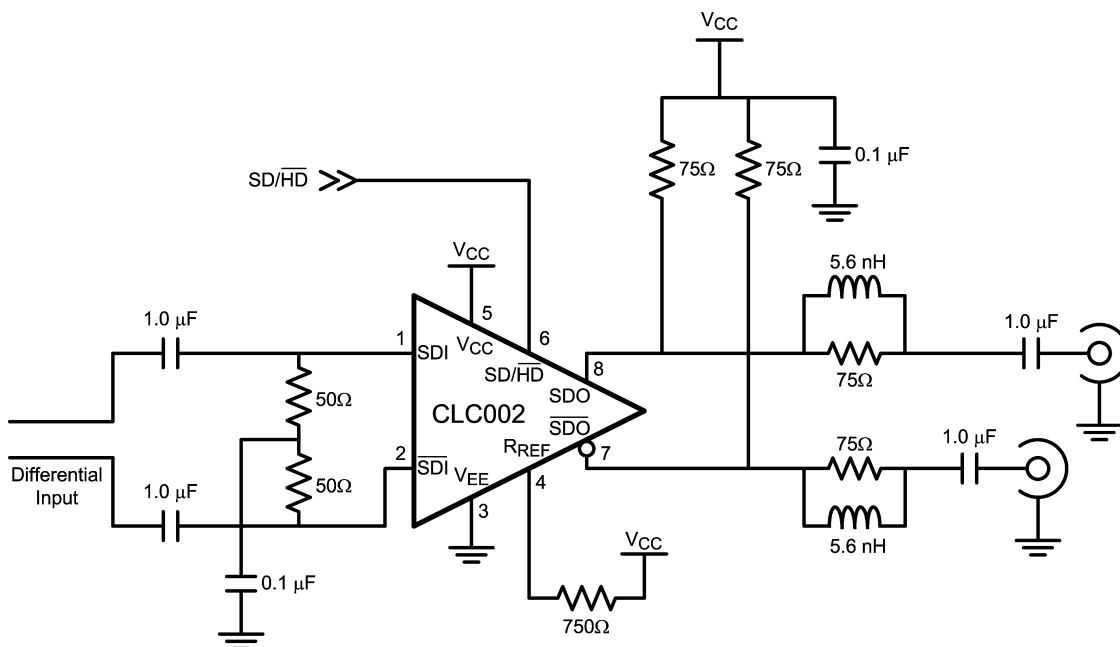 VCC
75Ω
75Ω
0.1 μF
SD/HD
VCC
5.6 nH
1.0 μF
1.0 μF
5
6
1
SDI
VCC
SD/HD
8
75Ω
50Ω
SDO
CLC002
SDO
75Ω
1.0 μF
RREF
7
2
SDI
VEE
4
Differential
Input
50Ω
1.0 μF
3
5.6 nH
VCC
0.1 μF
750Ω